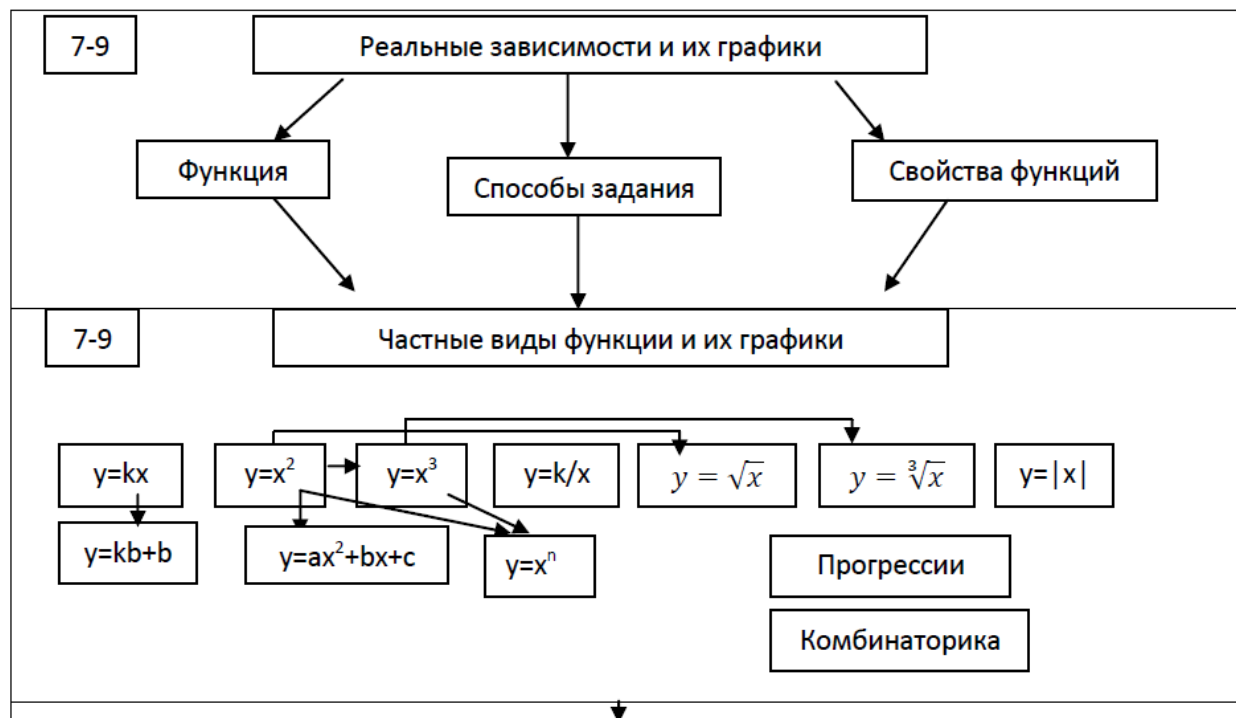 7-9
Реальные зависимости и их графики
Функция
Способы задания
Свойства функций
7-9
Частные виды функции и их графики
y=kx
y=x²
y=x³
y=k/x
y = √x
y = ∛x
y=|x|
y=kb+b
y=ax²+bx+c
y=xⁿ
Прогрессии
Комбинаторика